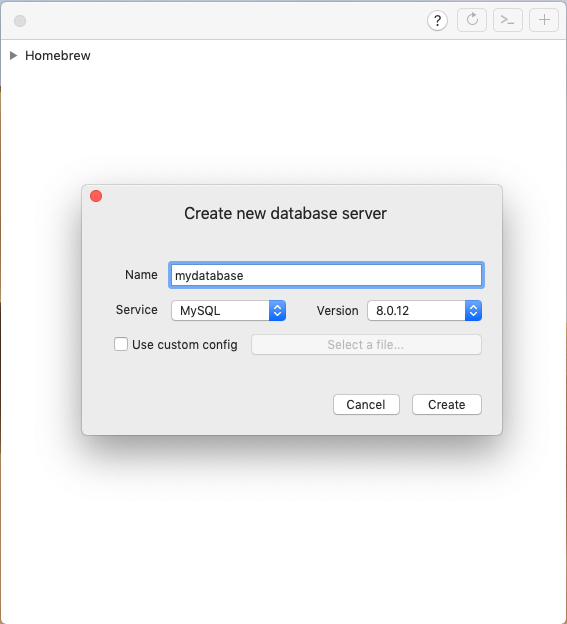 ?
>_
+
Homebrew
Create new database server
Name mydatabase
Service MySQL Version 8.0.12
Use custom config Select a file...
Cancel Create